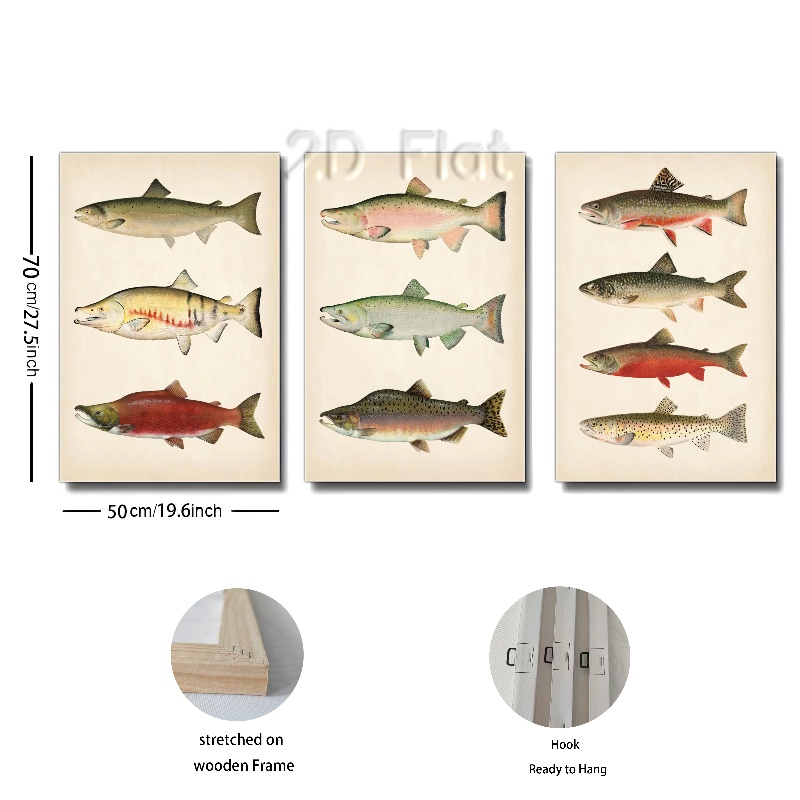 2D Flat
70 cm/27.5inch
50cm/19.6inch
stretched on
wooden Frame
Hook
Ready to Hang